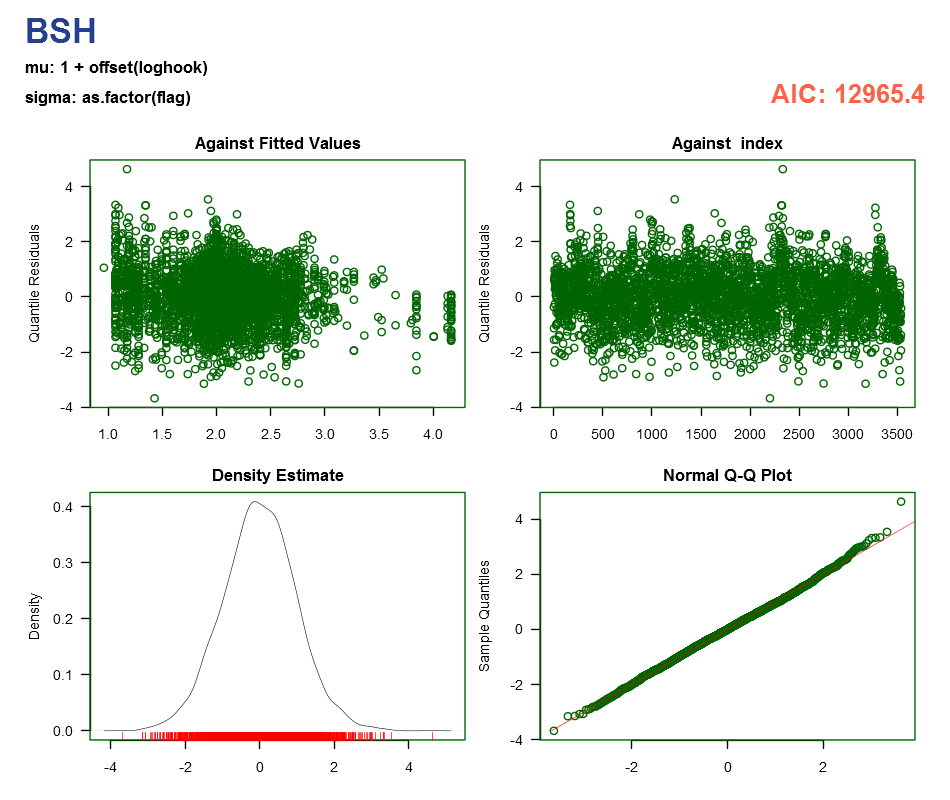 BSH
mu: 1 + offset(loghook)
sigma: as.factor(flag)
AIC: 12965.4
Against Fitted Values
Quantile Residuals
4
2
0
-2
-4
1.0 1.5 2.0 2.5 3.0 3.5 4.0
Against index
Quantile Residuals
4
2
0
-2
-4
0 500 1000 1500 2000 2500 3000 3500
Density Estimate
Density
0.4
0.3
0.2
0.1
0.0
-4 -2 0 2 4
Normal Q-Q Plot
Sample Quantiles
4
2
0
-2
-4
-2 0 2